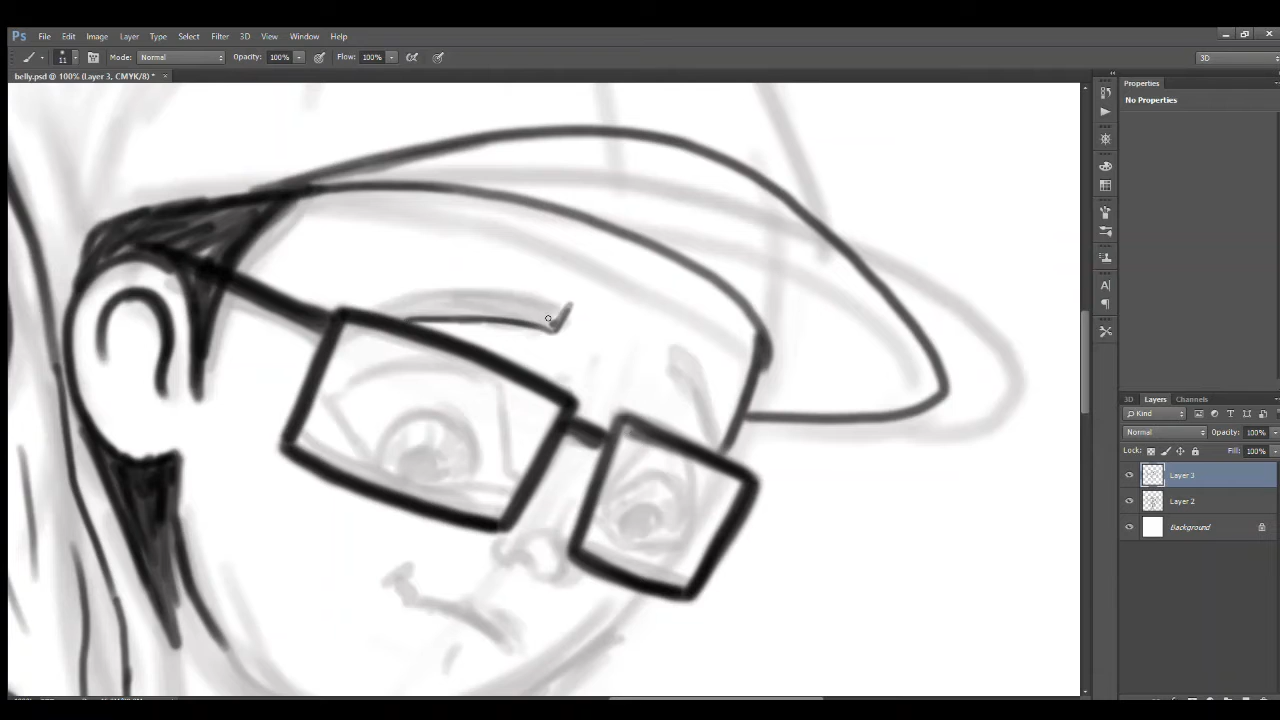 Ps File Edit Image Layer Type Select Filter 3D View Window Help
11 Mode: Normal Opacity: 100% Flow: 100% 3D
belly.psd @ 100% (Layer 3, CMYK/8) * ×
Properties
No Properties
3D Layers Channels
Kind
Normal Opacity: 100%
Lock: Fill: 100%
Layer 3
Layer 2
Background